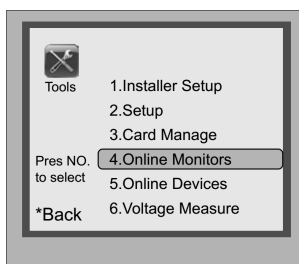 Tools
1.Installer Setup
2.Setup
3.Card Manage
4.Online Monitors
5.Online Devices
6.Voltage Measure
Pres NO.
to select
*Back